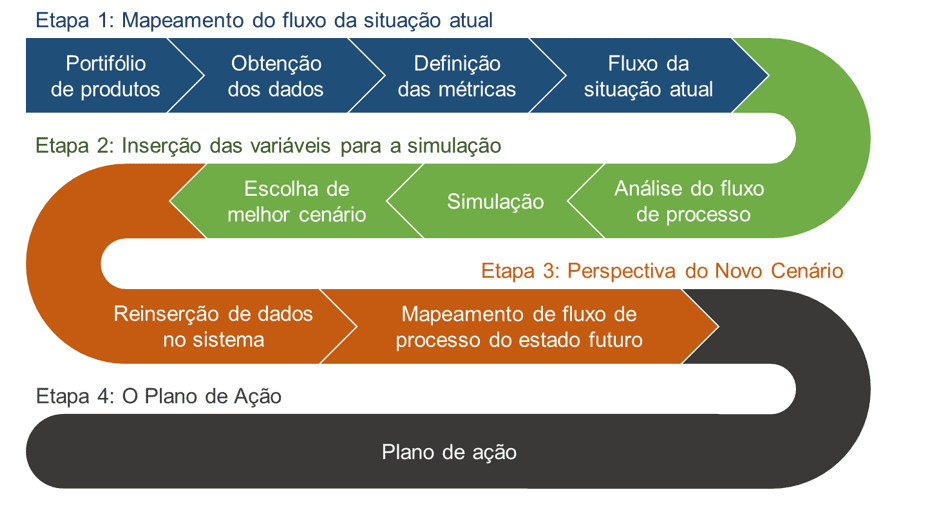 Etapa 1: Mapeamento do fluxo da situação atual
Portifólio
de produtos
Obtenção
dos dados
Definição
das métricas
Fluxo da
situação atual
Etapa 2: Inserção das variáveis para a simulação
Análise do fluxo
de processo
Simulação
Escolha de
melhor cenário
Etapa 3: Perspectiva do Novo Cenário
Reinserção de dados
no sistema
Mapeamento de fluxo de
processo do estado futuro
Etapa 4: O Plano de Ação
Plano de ação